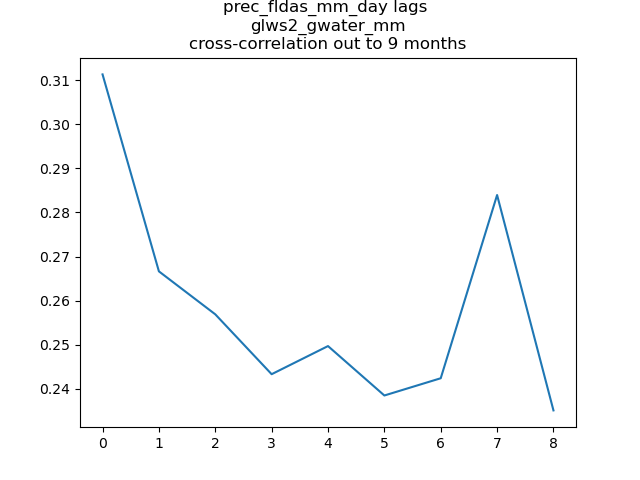 prec_fldas_mm_day lags
glws2_gwater_mm
cross-correlation out to 9 months
0.31
0.30
0.29
0.28
0.27
0.26
0.25
0.24
0 1 2 3 4 5 6 7 8